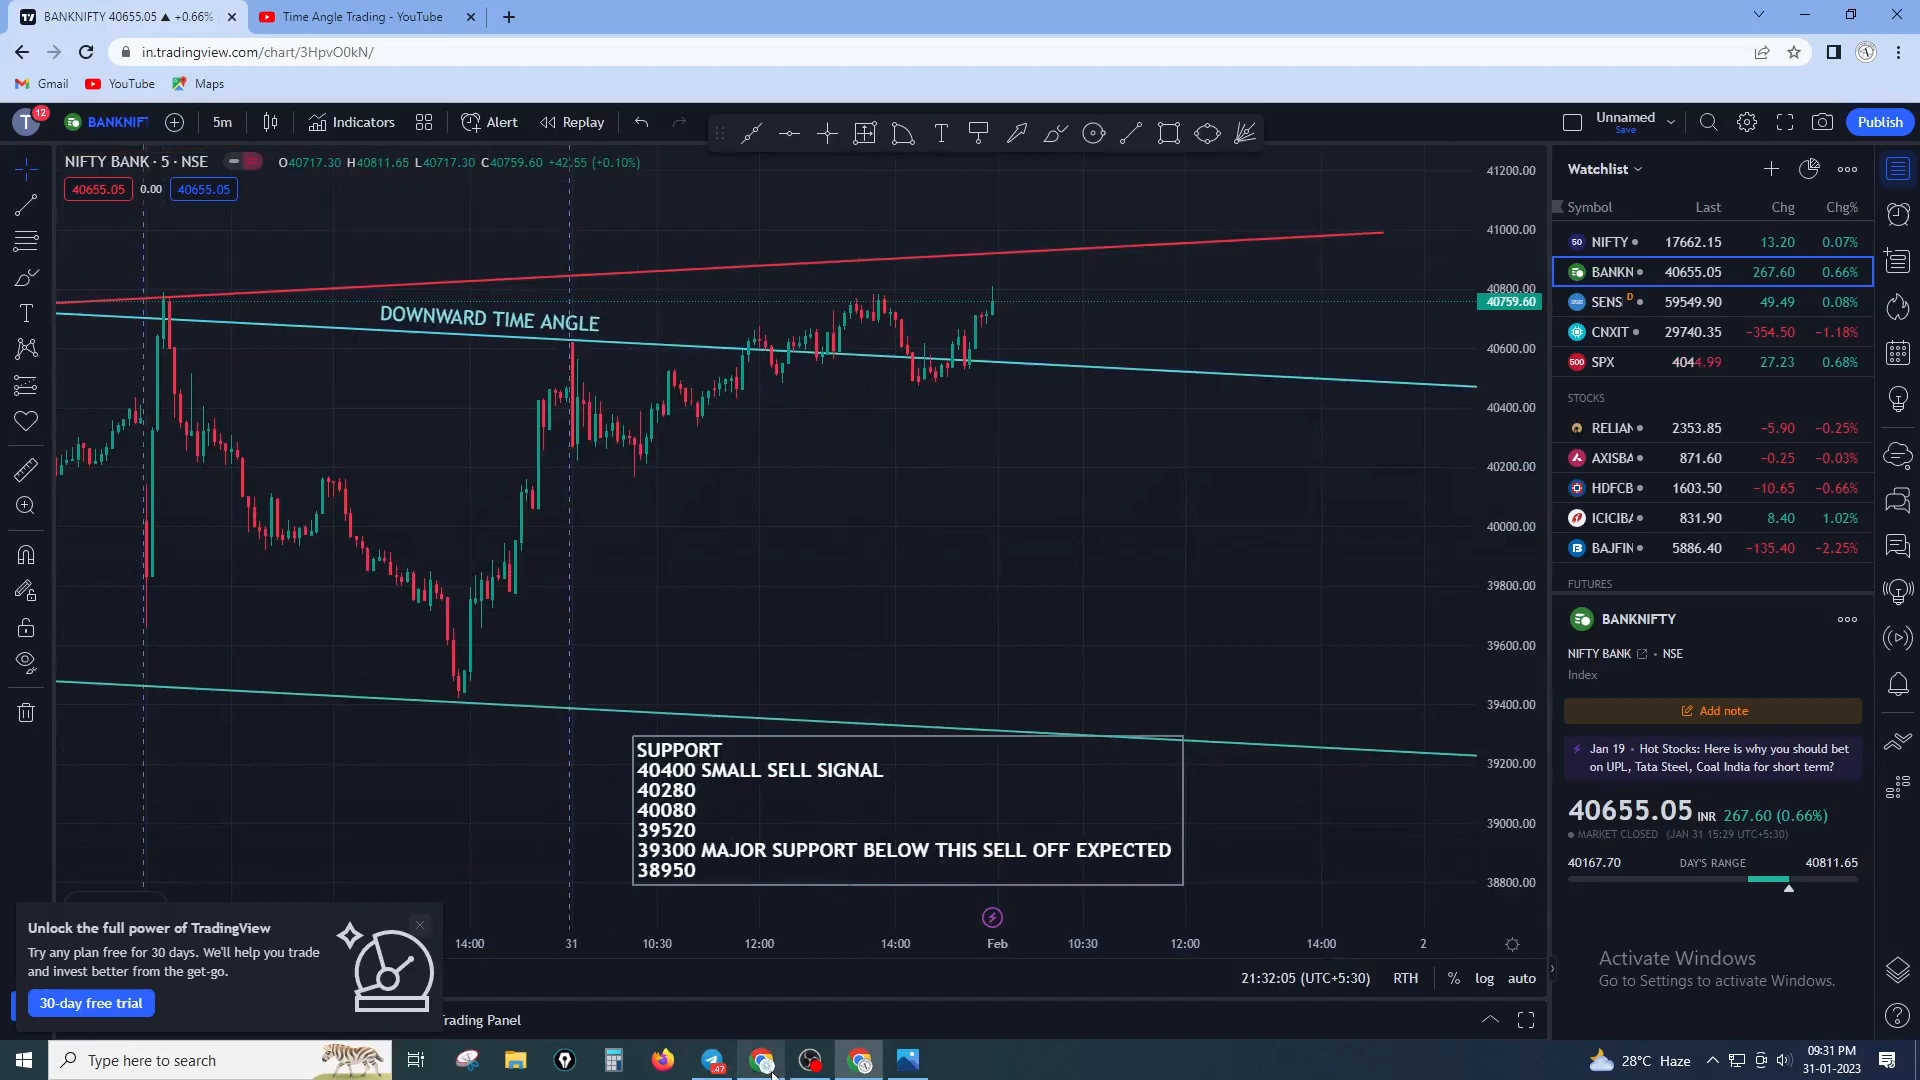 BANKNIFTY 40655.05 ▲ +0.66%
Time Angle Trading - YouTube
in.tradingview.com/chart/3HpvO0kN/
Gmail
YouTube
Maps
T
12
BANKNIF
5m
Indicators
Alert
Replay
Unnamed
Save
Publish
NIFTY BANK · 5 · NSE
O40717.30 H40811.65 L40717.30 C40759.60 +42.55 (+0.10%)
40655.05
0.00
40655.05
DOWNWARD TIME ANGLE
41200.00
41000.00
40800.00
40759.60
40600.00
40400.00
40200.00
40000.00
39800.00
39600.00
39400.00
39200.00
39000.00
38800.00
SUPPORT
40400 SMALL SELL SIGNAL
40280
40080
39520
39300 MAJOR SUPPORT BELOW THIS SELL OFF EXPECTED
38950
14:00
31
10:30
12:00
14:00
Feb
10:30
12:00
14:00
2
21:32:05 (UTC+5:30)
RTH
%
log
auto
Unlock the full power of TradingView
Try any plan free for 30 days. We'll help you trade
and invest better from the get-go.
30-day free trial
Trading Panel
Watchlist
Symbol Last Chg Chg%
50 NIFTY 17662.15 13.20 0.07%
BANKN 40655.05 267.60 0.66%
SENS D 59549.90 49.49 0.08%
CNXIT 29740.35 −354.50 −1.18%
500 SPX 4044.99 27.23 0.68%
STOCKS
RELIAN 2353.85 −5.90 −0.25%
AXISBA 871.60 −0.25 −0.03%
HDFCB 1603.50 −10.65 −0.66%
ICICIBA 831.90 8.40 1.02%
BAJFIN 5886.40 −135.40 −2.25%
FUTURES
BANKNIFTY
NIFTY BANK • NSE
Index
Add note
Jan 19 • Hot Stocks: Here is why you should bet
on UPL, Tata Steel, Coal India for short term?
40655.05 INR 267.60 (0.66%)
MARKET CLOSED (JAN 31 15:29 UTC+5:30)
40167.70 DAY'S RANGE 40811.65
Activate Windows
Go to Settings to activate Windows.
Type here to search
47
28°C Haze
09:31 PM
31-01-2023